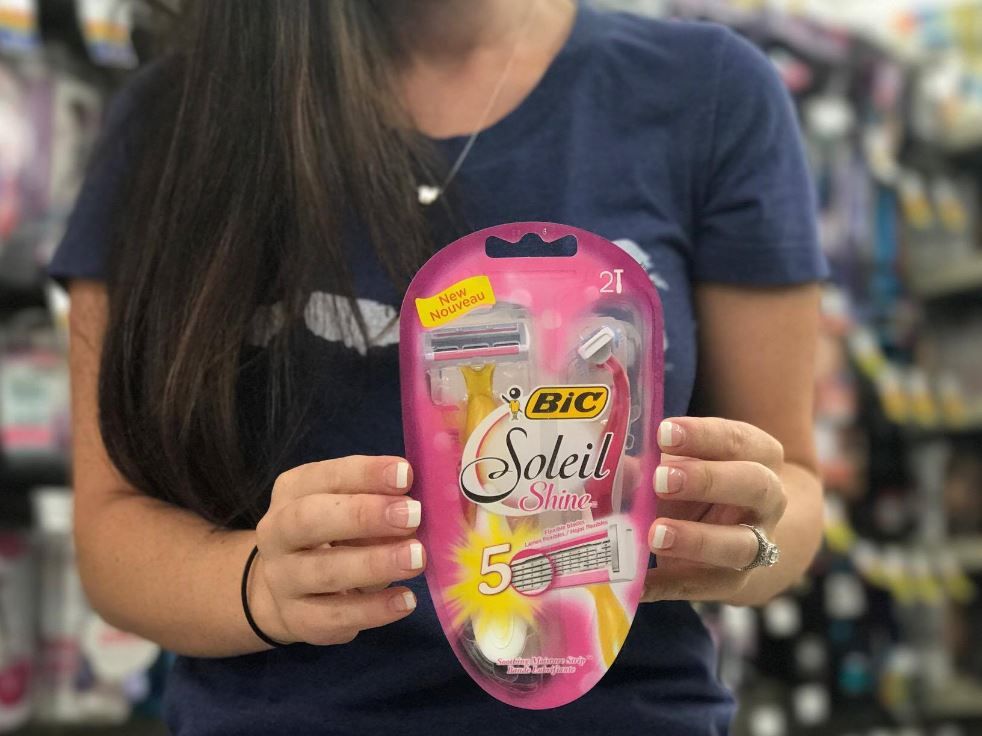 New
Nouveau
2
BiC
Soleil
Shine
Flexible Blades
Lames Flexibles / Hojas flexibles
5
Soothing Moisture Strip
Bande Lubrifiante